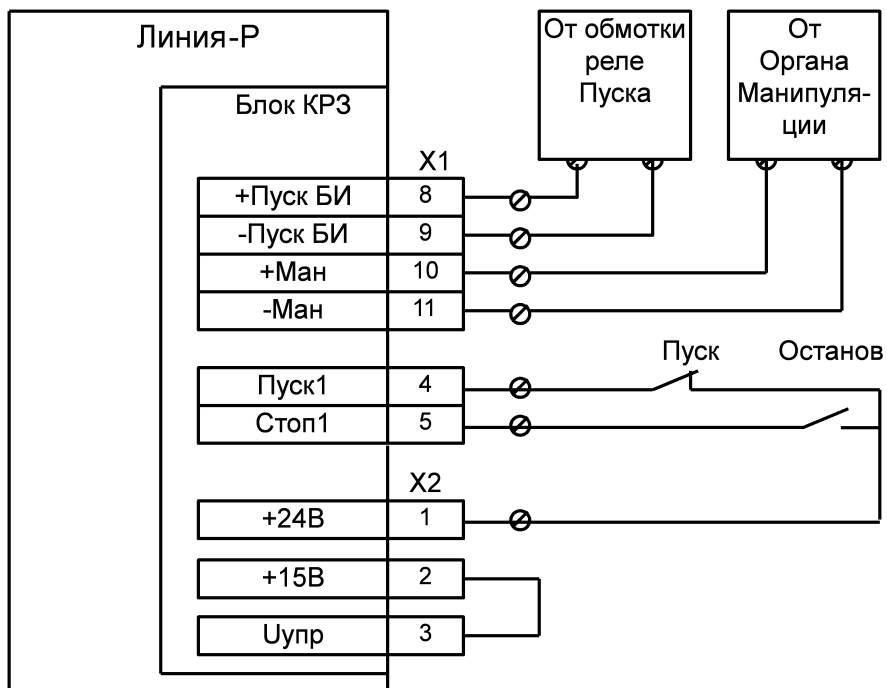 Линия-Р
Блок КРЗ
От обмотки
реле
Пуска
От
Органа
Манипуля-
ции
X1
+Пуск БИ 8
-Пуск БИ 9
+Ман 10
-Ман 11
Пуск Останов
Пуск1 4
Стоп1 5
X2
+24В 1
+15В 2
Uупр 3